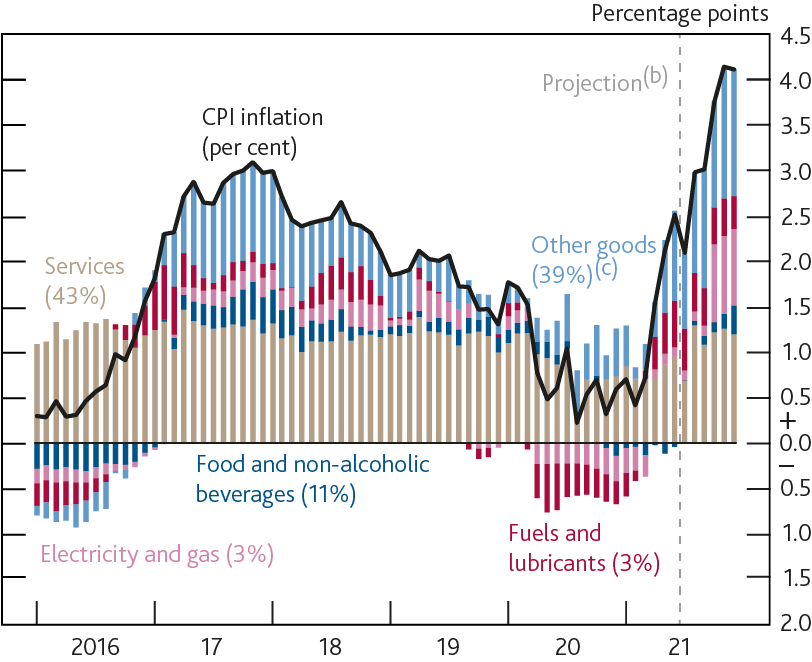 Percentage points
4.5
Projection(b)
4.0
CPI inflation
(per cent)
3.5
3.0
2.5
Services
(43%)
Other goods
(39%)(c)
2.0
1.5
1.0
0.5
+
0.0
–
Food and non-alcoholic
beverages (11%)
0.5
Electricity and gas (3%)
Fuels and
lubricants (3%)
1.0
1.5
2.0
2016 17 18 19 20 21